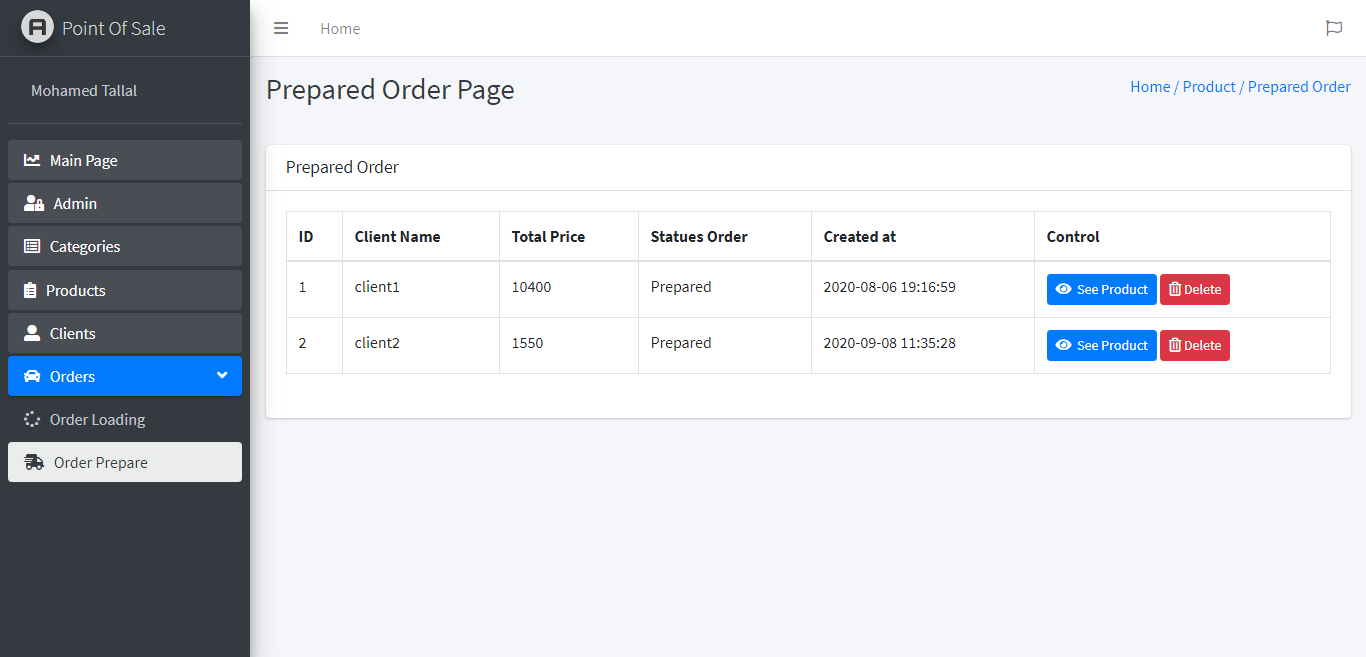 Point Of Sale
Home
Mohamed Tallal
Main Page
Admin
Categories
Products
Clients
Orders
Order Loading
Order Prepare
Prepared Order Page
Home / Product / Prepared Order
Prepared Order
ID Client Name Total Price Statues Order Created at Control
1 client1 10400 Prepared 2020-08-06 19:16:59 See Product Delete
2 client2 1550 Prepared 2020-09-08 11:35:28 See Product Delete